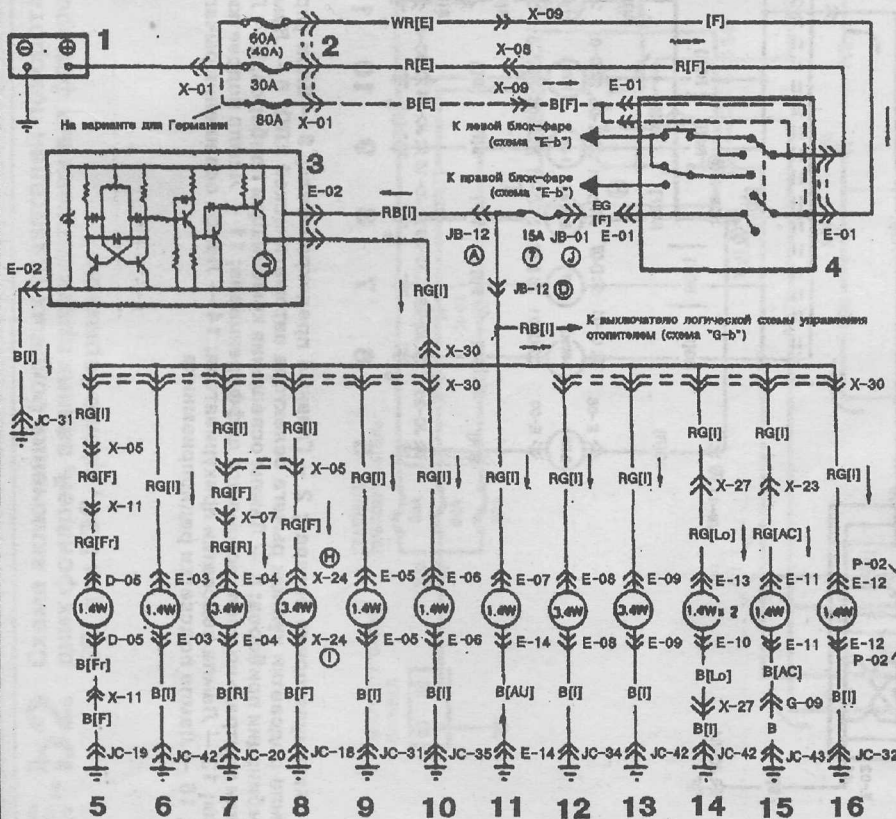 1
60A
(40A)
2
WR[E]
X-09
[F]
X-01
30A
R[E]
X-08
R[F]
80A
X-01
B[E]
X-09
B[F]
E-01
На варианте для Германии
К левой блок-фаре
(схема "E-b")
К правой блок-фаре
(схема "E-b")
3
E-02
RB[I]
JB-12
A
15A
7
JB-01
J
EG
[F]
E-01
E-01
4
E-02
RG[I]
JB-12 D
RB[I]
К выключателю логической схемы управления
отопителем (схема "G-b")
B[I]
X-30
X-30
X-30
JC-31
RG[I]
RG[I]
RG[I]
RG[I]
RG[I]
X-05
X-05
RG[F]
RG[I]
RG[F]
RG[F]
RG[I]
RG[I]
RG[I]
RG[I]
RG[I]
X-27
X-23
RG[I]
X-11
X-07
RG[Fr]
RG[R]
H
RG[Lo]
RG[AC]
P-02
D-05
E-03
E-04
X-24
E-05
E-06
E-07
E-08
E-09
E-13
E-11
E-12
1.4W
1.4W
3.4W
3.4W
1.4W
1.4W
1.4W
3.4W
3.4W
1.4W x 2
1.4W
1.4W
D-05
E-03
E-04
X-24
E-05
E-06
E-14
E-08
E-09
E-10
E-11
E-12
I
P-02
B[Fr]
B[Lo]
B[AC]
X-11
B[I]
B[R]
B[F]
B[I]
B[I]
B[AU]
B[I]
B[I]
X-27
G-09
B[I]
B[F]
B[I]
B
JC-19
JC-42
JC-20
JC-18
JC-31
JC-35
E-14
JC-34
JC-42
JC-42
JC-43
JC-32
5
6
7
8
9
10
11
12
13
14
15
16